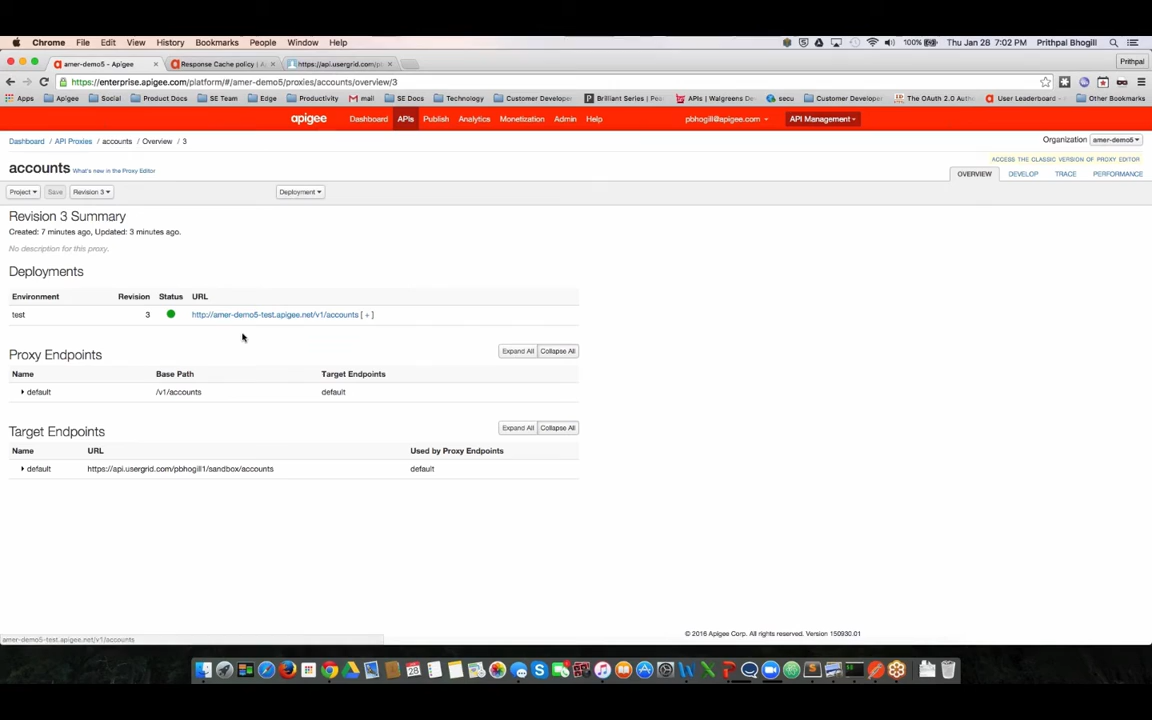 Chrome File Edit View History Bookmarks People Window Help 100% Thu Jan 28 7:02 PM Prithpal Bhogill
amer-demo5 - Apigee Response Cache policy | A https://api.usergrid.com/p Prithpal
https://enterprise.apigee.com/platform/#/amer-demo5/proxies/accounts/overview/3
Apps Apigee Social Product Docs SE Team Edge Productivity mail SE Docs Technology Customer Develope Brilliant Series | Pe APIs | Walgreens De secu Customer Develope The OAuth 2.0 Auth User Leaderboard - Other Bookmarks
apigee Dashboard APIs Publish Analytics Monetization Admin Help pbhogill@apigee.com API Management
Dashboard / API Proxies / accounts / Overview / 3 Organization amer-demo5
ACCESS THE CLASSIC VERSION OF PROXY EDITOR
accounts What's new in the Proxy Editor OVERVIEW DEVELOP TRACE PERFORMANCE
Project Save Revision 3 Deployment
Revision 3 Summary
Created: 7 minutes ago, Updated: 3 minutes ago.
No description for this proxy.
Deployments
Environment Revision Status URL
test 3 http://amer-demo5-test.apigee.net/v1/accounts [ + ]
Proxy Endpoints Expand All Collapse All
Name Base Path Target Endpoints
default /v1/accounts default
Target Endpoints Expand All Collapse All
Name URL Used by Proxy Endpoints
default https://api.usergrid.com/pbhogill1/sandbox/accounts default
© 2016 Apigee Corp. All rights reserved. Version 150930.01
amer-demo5-test.apigee.net/v1/accounts